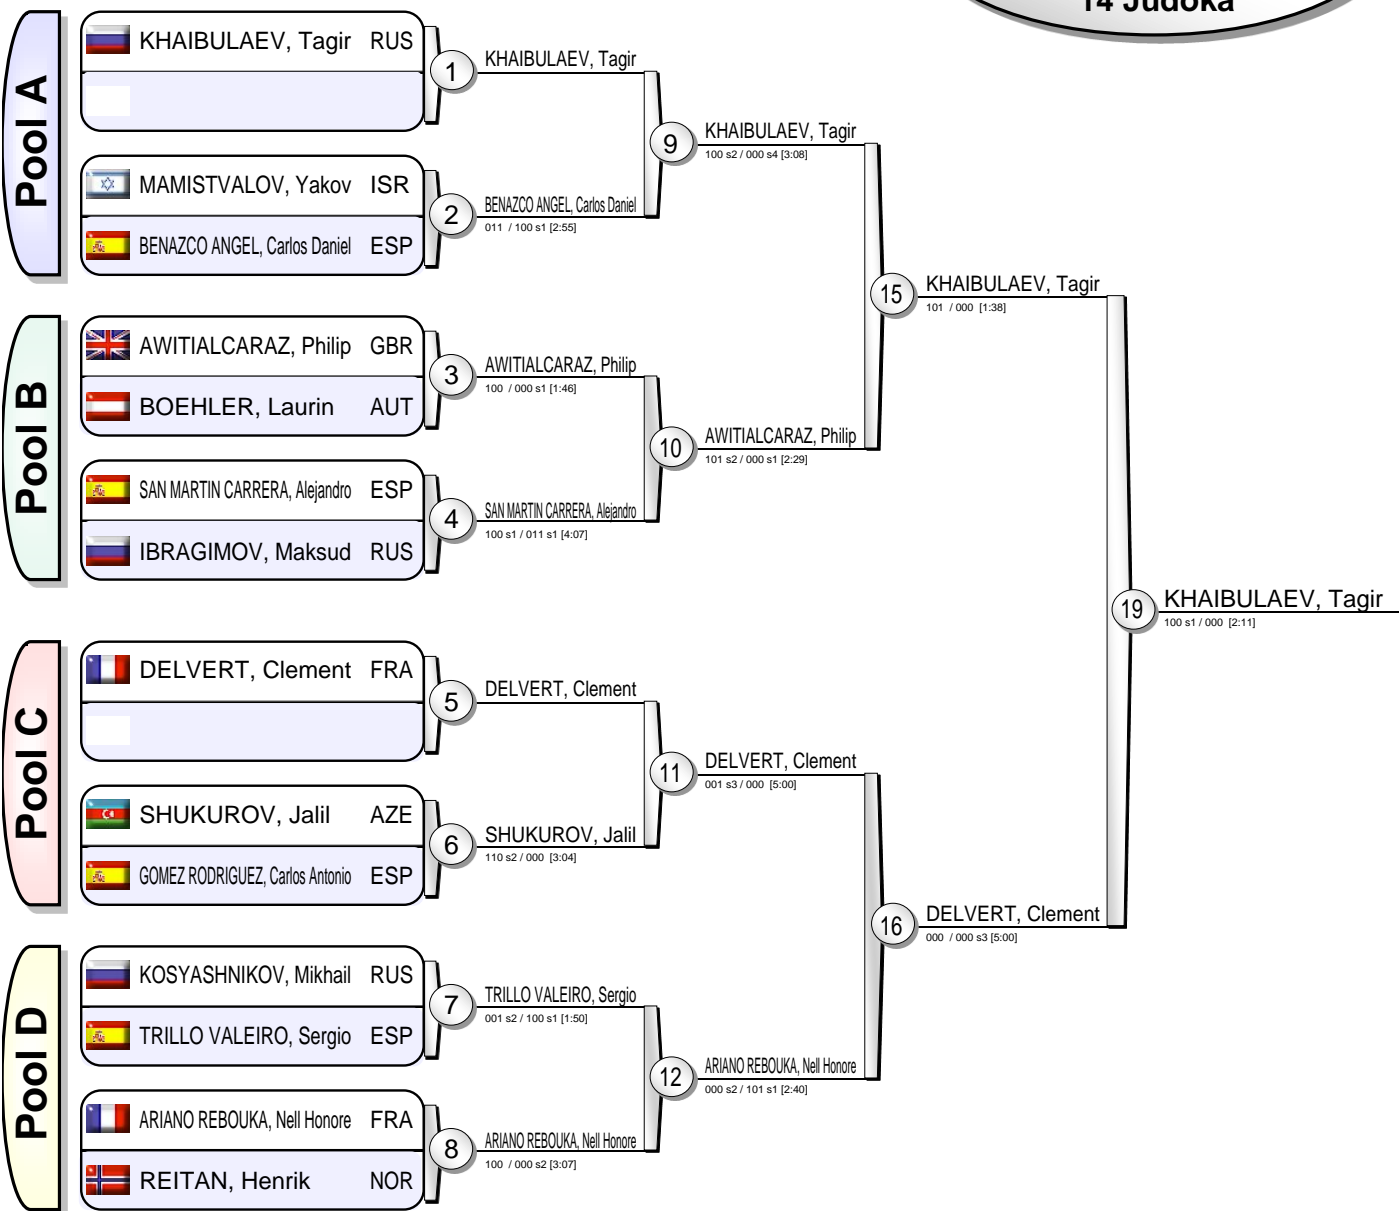 14 Judoka
Pool A
KHAIBULAEV, Tagir RUS
MAMISTVALOV, Yakov ISR
BENAZCO ANGEL, Carlos Daniel ESP
Pool B
AWITIALCARAZ, Philip GBR
BOEHLER, Laurin AUT
SAN MARTIN CARRERA, Alejandro ESP
IBRAGIMOV, Maksud RUS
Pool C
DELVERT, Clement FRA
SHUKUROV, Jalil AZE
GOMEZ RODRIGUEZ, Carlos Antonio ESP
Pool D
KOSYASHNIKOV, Mikhail RUS
TRILLO VALEIRO, Sergio ESP
ARIANO REBOUKA, Nell Honore FRA
REITAN, Henrik NOR
1
KHAIBULAEV, Tagir
2
BENAZCO ANGEL, Carlos Daniel
011 / 100 s1 [2:55]
3
AWITIALCARAZ, Philip
100 / 000 s1 [1:46]
4
SAN MARTIN CARRERA, Alejandro
100 s1 / 011 s1 [4:07]
5
DELVERT, Clement
6
SHUKUROV, Jalil
110 s2 / 000 [3:04]
7
TRILLO VALEIRO, Sergio
001 s2 / 100 s1 [1:50]
8
ARIANO REBOUKA, Nell Honore
100 / 000 s2 [3:07]
9
KHAIBULAEV, Tagir
100 s2 / 000 s4 [3:08]
10
AWITIALCARAZ, Philip
101 s2 / 000 s1 [2:29]
11
DELVERT, Clement
001 s3 / 000 [5:00]
12
ARIANO REBOUKA, Nell Honore
000 s2 / 101 s1 [2:40]
15
KHAIBULAEV, Tagir
101 / 000 [1:38]
16
DELVERT, Clement
000 / 000 s3 [5:00]
19
KHAIBULAEV, Tagir
100 s1 / 000 [2:11]